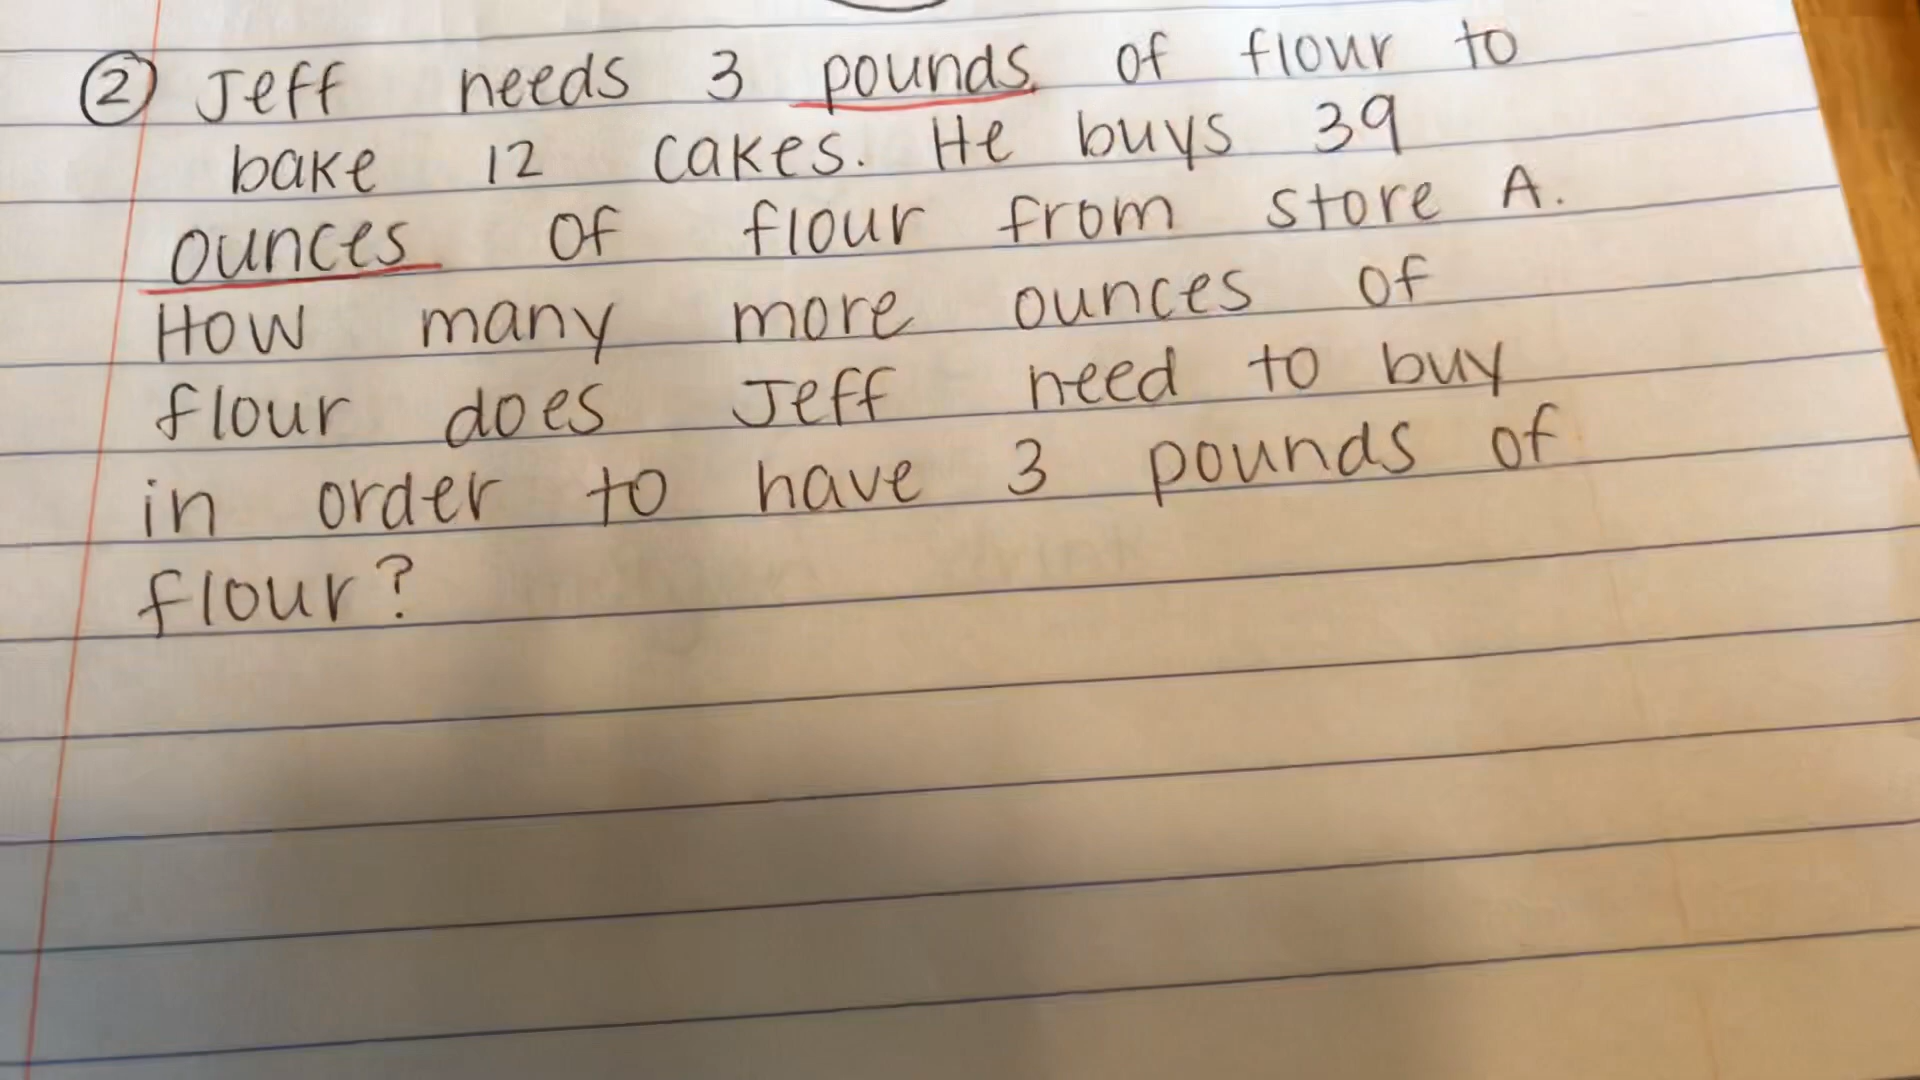 ② Jeff needs 3 pounds of flour to
bake 12 cakes. He buys 39
ounces of flour from store A.
How many more ounces of
flour does Jeff need to buy
in order to have 3 pounds of
flour?